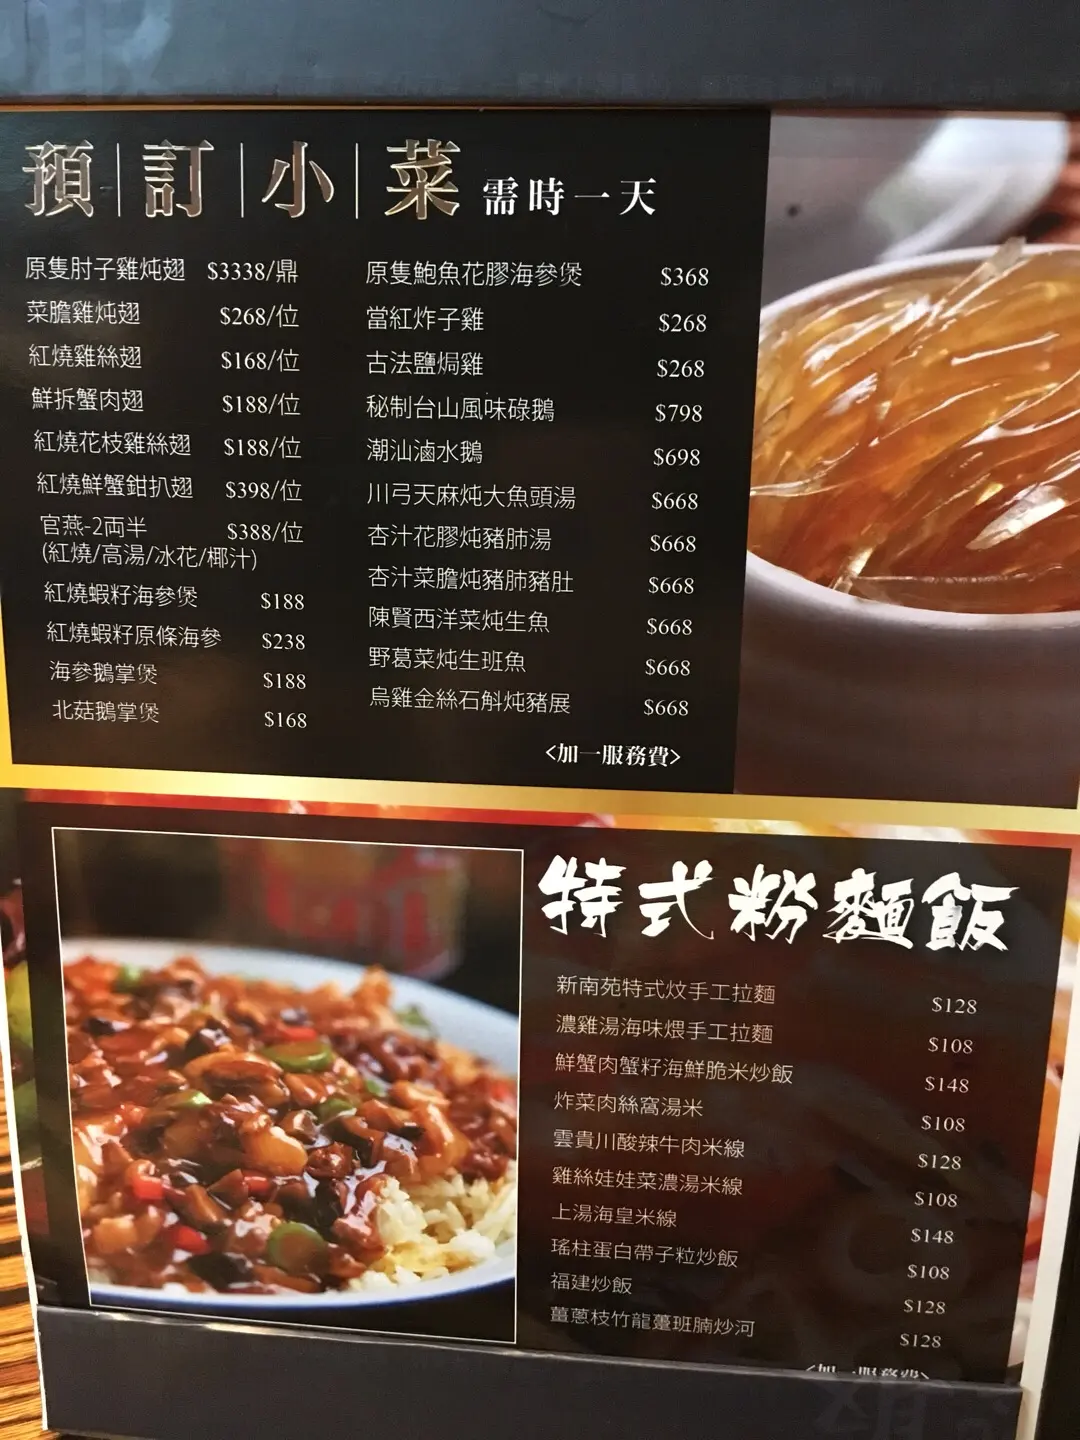 預訂小菜 需時一天
原隻肘子雞炖翅 $3338/鼎
菜膽雞炖翅 $268/位
紅燒雞絲翅 $168/位
鮮拆蟹肉翅 $188/位
紅燒花枝雞絲翅 $188/位
紅燒鮮蟹鉗扒翅 $398/位
官燕-2両半 $388/位
(紅燒/高湯/冰花/椰汁)
紅燒蝦籽海參煲 $188
紅燒蝦籽原條海參 $238
海參鵝掌煲 $188
北菇鵝掌煲 $168
原隻鮑魚花膠海參煲 $368
當紅炸子雞 $268
古法鹽焗雞 $268
秘制台山風味碌鵝 $798
潮汕滷水鵝 $698
川弓天麻炖大魚頭湯 $668
杏汁花膠炖豬肺湯 $668
杏汁菜膽炖豬肺豬肚 $668
陳賢西洋菜炖生魚 $668
野葛菜炖生班魚 $668
烏雞金絲石斛炖豬展 $668
<加一服務費>
特式粉麵飯
新南苑特式炆手工拉麵 $128
濃雞湯海味煨手工拉麵 $108
鮮蟹肉蟹籽海鮮脆米炒飯 $148
炸菜肉絲窩湯米 $108
雲貴川酸辣牛肉米線 $128
雞絲娃娃菜濃湯米線 $108
上湯海皇米線 $148
瑤柱蛋白帶子粒炒飯 $108
福建炒飯 $128
薑蔥枝竹龍躉班腩炒河 $128
<加一服務費>